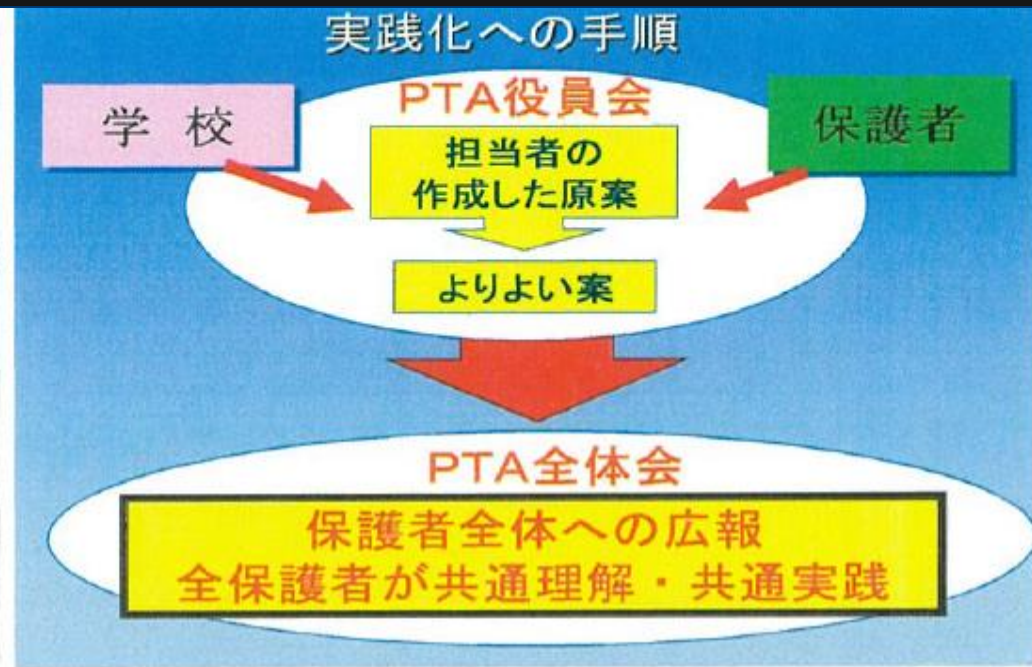 実践化への手順
PTA役員会
学校
保護者
担当者の
作成した原案
よりよい案
PTA全体会
保護者全体への広報
全保護者が共通理解・共通実践